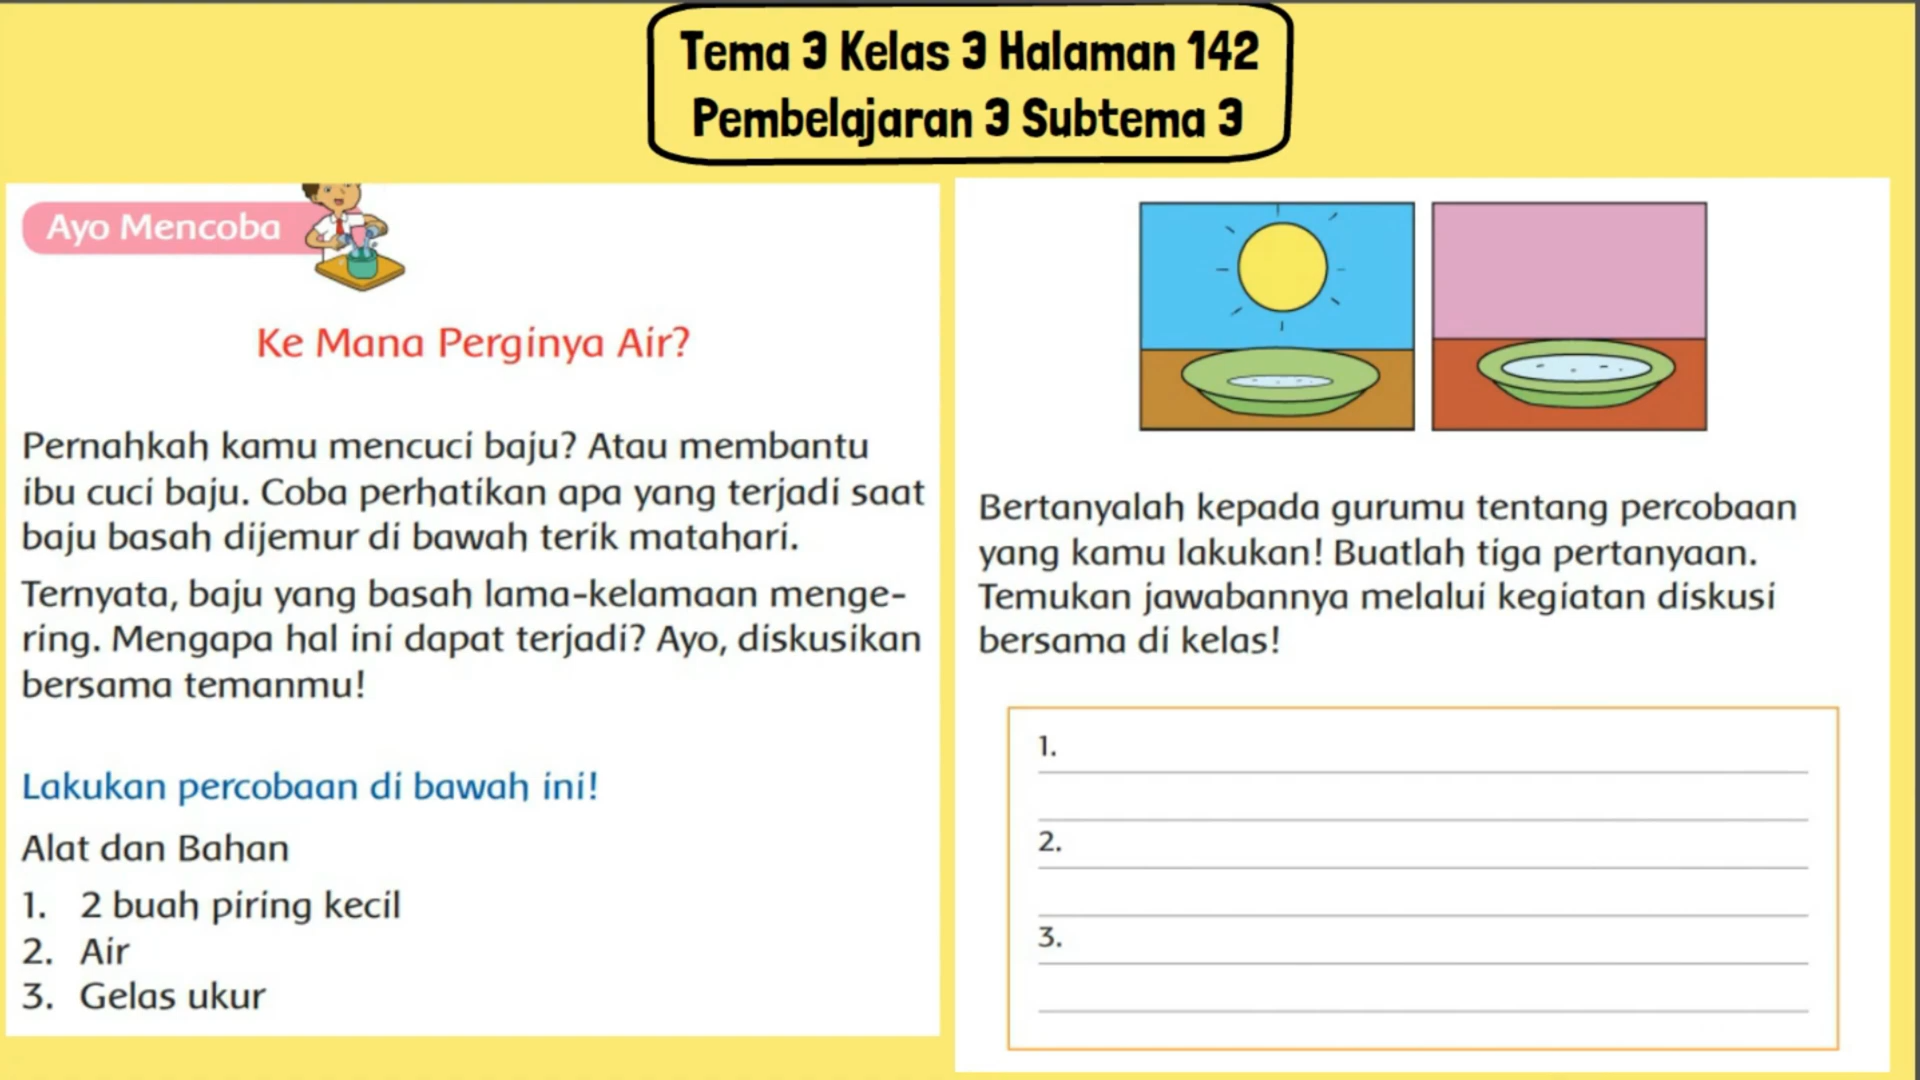 Tema 3 Kelas 3 Halaman 142
Pembelajaran 3 Subtema 3
Ayo Mencoba
Ke Mana Perginya Air?
Pernahkah kamu mencuci baju? Atau membantu
ibu cuci baju. Coba perhatikan apa yang terjadi saat
baju basah dijemur di bawah terik matahari.
Ternyata, baju yang basah lama-kelamaan menge-
ring. Mengapa hal ini dapat terjadi? Ayo, diskusikan
bersama temanmu!
Lakukan percobaan di bawah ini!
Alat dan Bahan
1. 2 buah piring kecil
2. Air
3. Gelas ukur
Bertanyalah kepada gurumu tentang percobaan
yang kamu lakukan! Buatlah tiga pertanyaan.
Temukan jawabannya melalui kegiatan diskusi
bersama di kelas!
1.
2.
3.